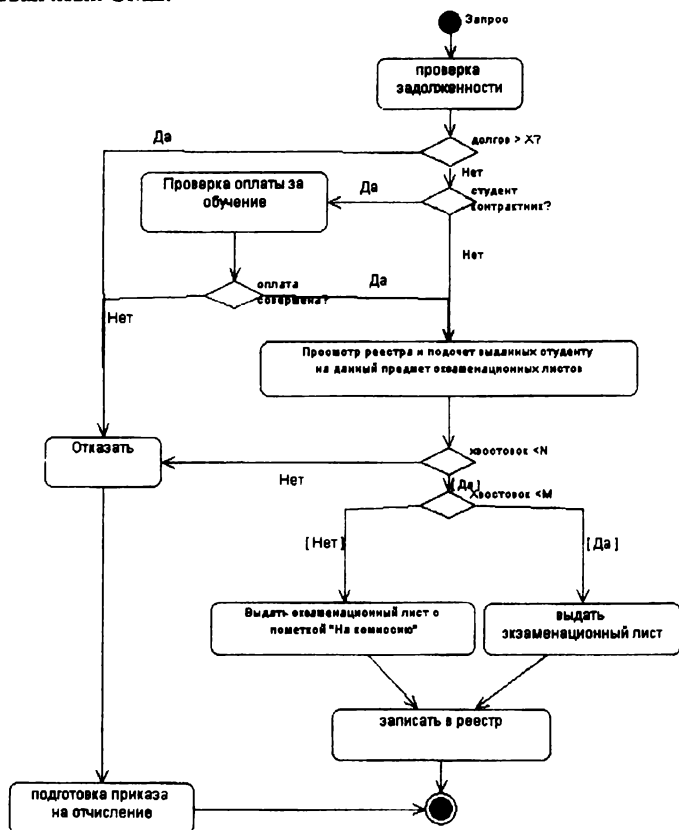 Запрос
проверка
задолженности
Да
долгов > X?
Нет
Проверка оплаты за
обучение
Да
студент
контрактник?
Нет
оплата
совершена?
Да
Нет
Просмотр реестра и подсчет выданных студенту
на данный предмет экзаменационных листов
Отказать
хвостовок <N
Нет
[ Да ]
Хвостовок <M
[ Нет ]
[ Да ]
Выдать экзаменационный лист с
пометкой "На комиссию"
выдать
экзаменационный лист
записать в реестр
подготовка приказа
на отчисление